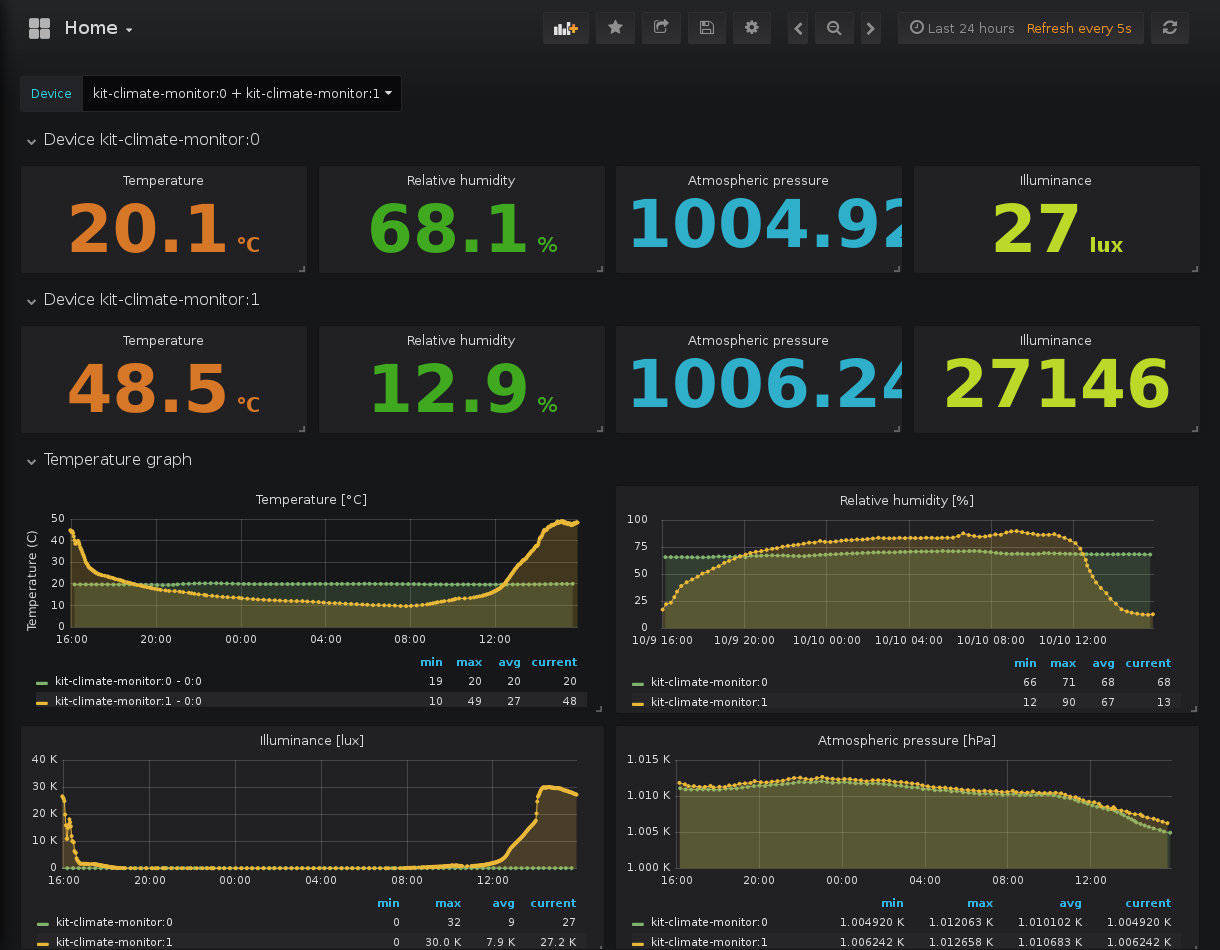 Home
Last 24 hours Refresh every 5s
Device kit-climate-monitor:0 + kit-climate-monitor:1
Device kit-climate-monitor:0
Temperature Relative humidity Atmospheric pressure Illuminance
20.1 °C 68.1 % 1004.92 27 lux
Device kit-climate-monitor:1
Temperature Relative humidity Atmospheric pressure Illuminance
48.5 °C 12.9 % 1006.24 27146
Temperature graph
Temperature [°C]
Temperature (C)
50
40
30
20
10
0
16:00 20:00 00:00 04:00 08:00 12:00
min max avg current
kit-climate-monitor:0 - 0:0 19 20 20 20
kit-climate-monitor:1 - 0:0 10 49 27 48
Relative humidity [%]
100
75
50
25
0
10/9 16:00 10/9 20:00 10/10 00:00 10/10 04:00 10/10 08:00 10/10 12:00
min max avg current
kit-climate-monitor:0 66 71 68 68
kit-climate-monitor:1 12 90 67 13
Illuminance [lux]
40 K
30 K
20 K
10 K
0
16:00 20:00 00:00 04:00 08:00 12:00
min max avg current
kit-climate-monitor:0 0 32 9 27
kit-climate-monitor:1 0 30.0 K 7.9 K 27.2 K
Atmospheric pressure [hPa]
1.015 K
1.010 K
1.005 K
1.000 K
16:00 20:00 00:00 04:00 08:00 12:00
min max avg current
kit-climate-monitor:0 1.004920 K 1.012063 K 1.010102 K 1.004920 K
kit-climate-monitor:1 1.006242 K 1.012658 K 1.010683 K 1.006242 K